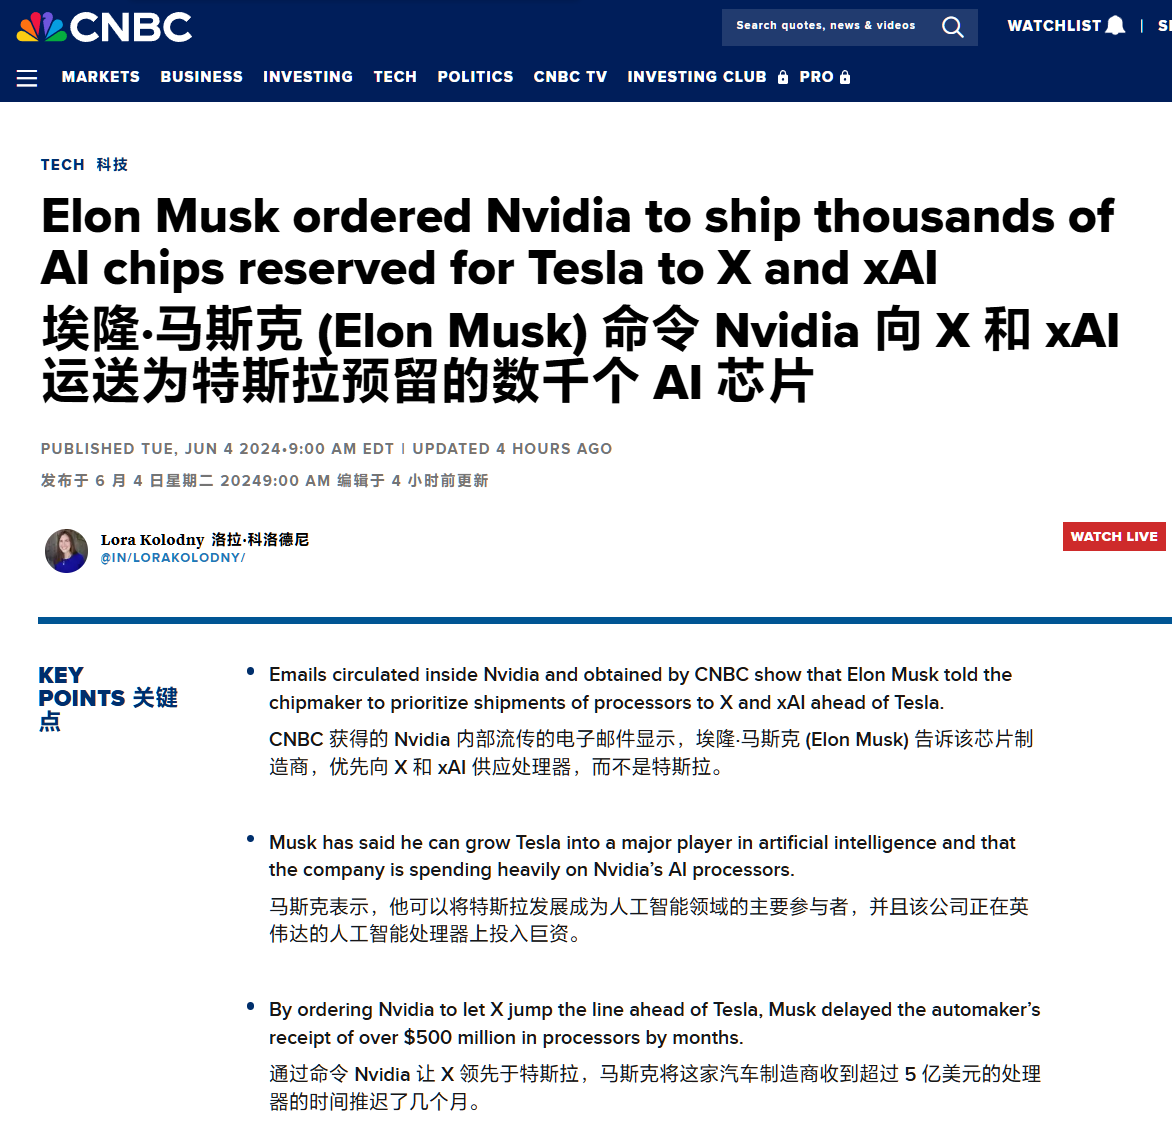 CNBC
Search quotes, news & videos
WATCHLIST
|
MARKETS BUSINESS INVESTING TECH POLITICS CNBC TV INVESTING CLUB PRO
TECH 科技
Elon Musk ordered Nvidia to ship thousands of
AI chips reserved for Tesla to X and xAI
埃隆·马斯克 (Elon Musk) 命令 Nvidia 向 X 和 xAI
运送为特斯拉预留的数千个 AI 芯片
PUBLISHED TUE, JUN 4 2024•9:00 AM EDT | UPDATED 4 HOURS AGO
发布于 6 月 4 日星期二 20249:00 AM 编辑于 4 小时前更新
Lora Kolodny 洛拉·科洛德尼
@IN/LORAKOLODNY/
WATCH LIVE
KEY
POINTS 关键
点
• Emails circulated inside Nvidia and obtained by CNBC show that Elon Musk told the
chipmaker to prioritize shipments of processors to X and xAI ahead of Tesla.
CNBC 获得的 Nvidia 内部流传的电子邮件显示，埃隆·马斯克 (Elon Musk) 告诉该芯片制
造商，优先向 X 和 xAI 供应处理器，而不是特斯拉。
• Musk has said he can grow Tesla into a major player in artificial intelligence and that
the company is spending heavily on Nvidia’s AI processors.
马斯克表示，他可以将特斯拉发展成为人工智能领域的主要参与者，并且该公司正在英
伟达的人工智能处理器上投入巨资。
• By ordering Nvidia to let X jump the line ahead of Tesla, Musk delayed the automaker’s
receipt of over $500 million in processors by months.
通过命令 Nvidia 让 X 领先于特斯拉，马斯克将这家汽车制造商收到超过 5 亿美元的处理
器的时间推迟了几个月。